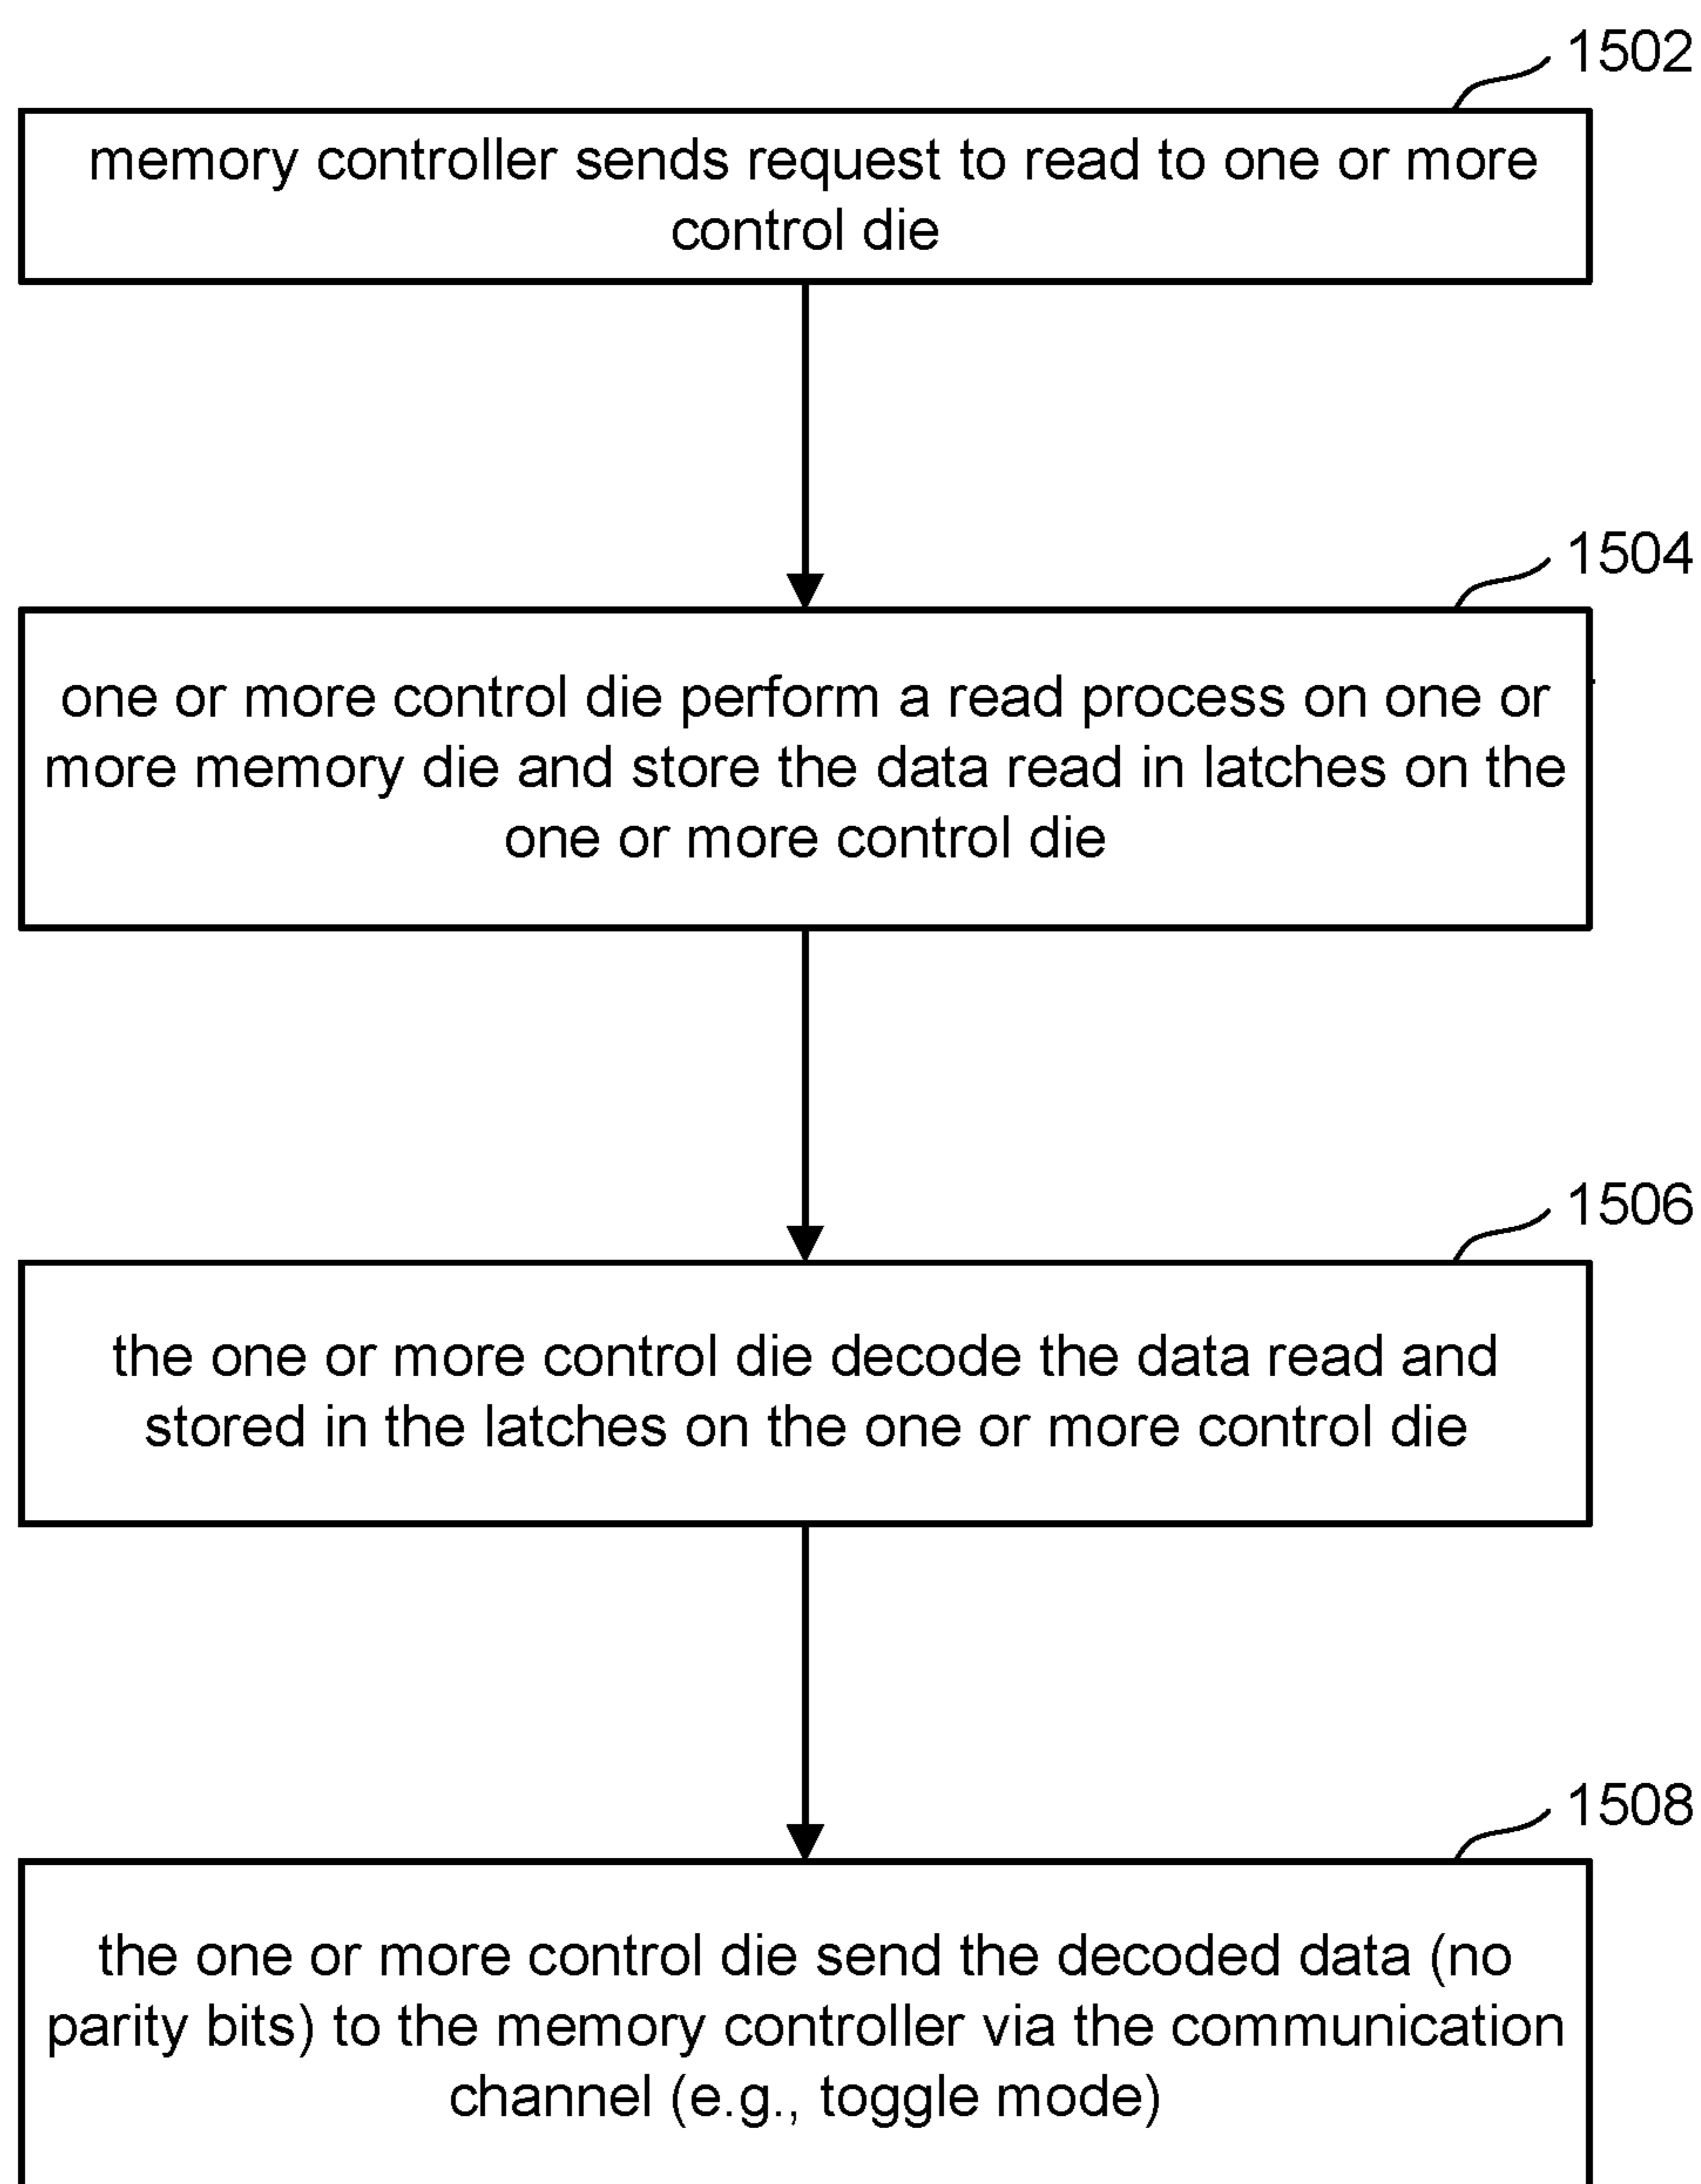 1502
memory controller sends request to read to one or more
control die
1504
one or more control die perform a read process on one or
more memory die and store the data read in latches on the
one or more control die
1506
the one or more control die decode the data read and
stored in the latches on the one or more control die
1508
the one or more control die send the decoded data (no
parity bits) to the memory controller via the communication
channel (e.g., toggle mode)